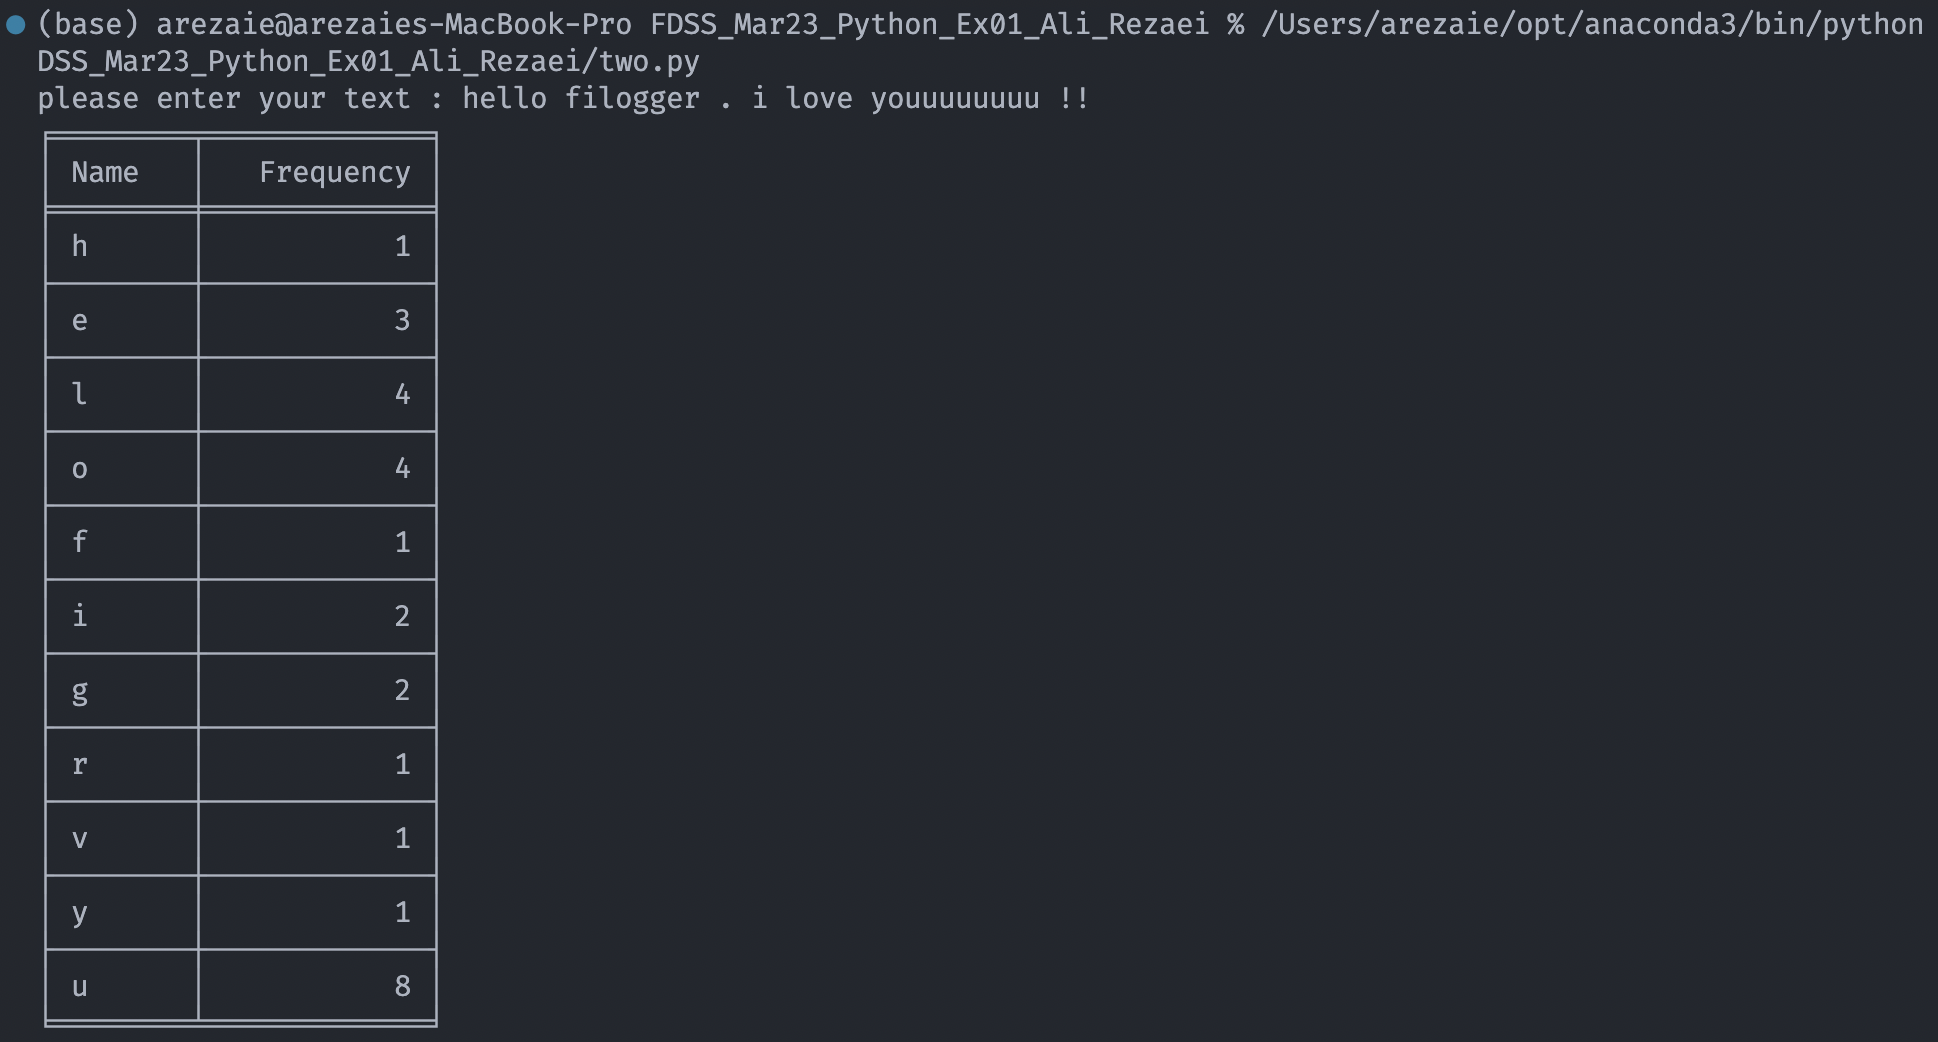 (base) arezaie@arezaies-MacBook-Pro FDSS_Mar23_Python_Ex01_Ali_Rezaei % /Users/arezaie/opt/anaconda3/bin/python
DSS_Mar23_Python_Ex01_Ali_Rezaei/two.py
please enter your text : hello filogger . i love youuuuuuuu !!
Name Frequency
h 1
e 3
l 4
o 4
f 1
i 2
g 2
r 1
v 1
y 1
u 8